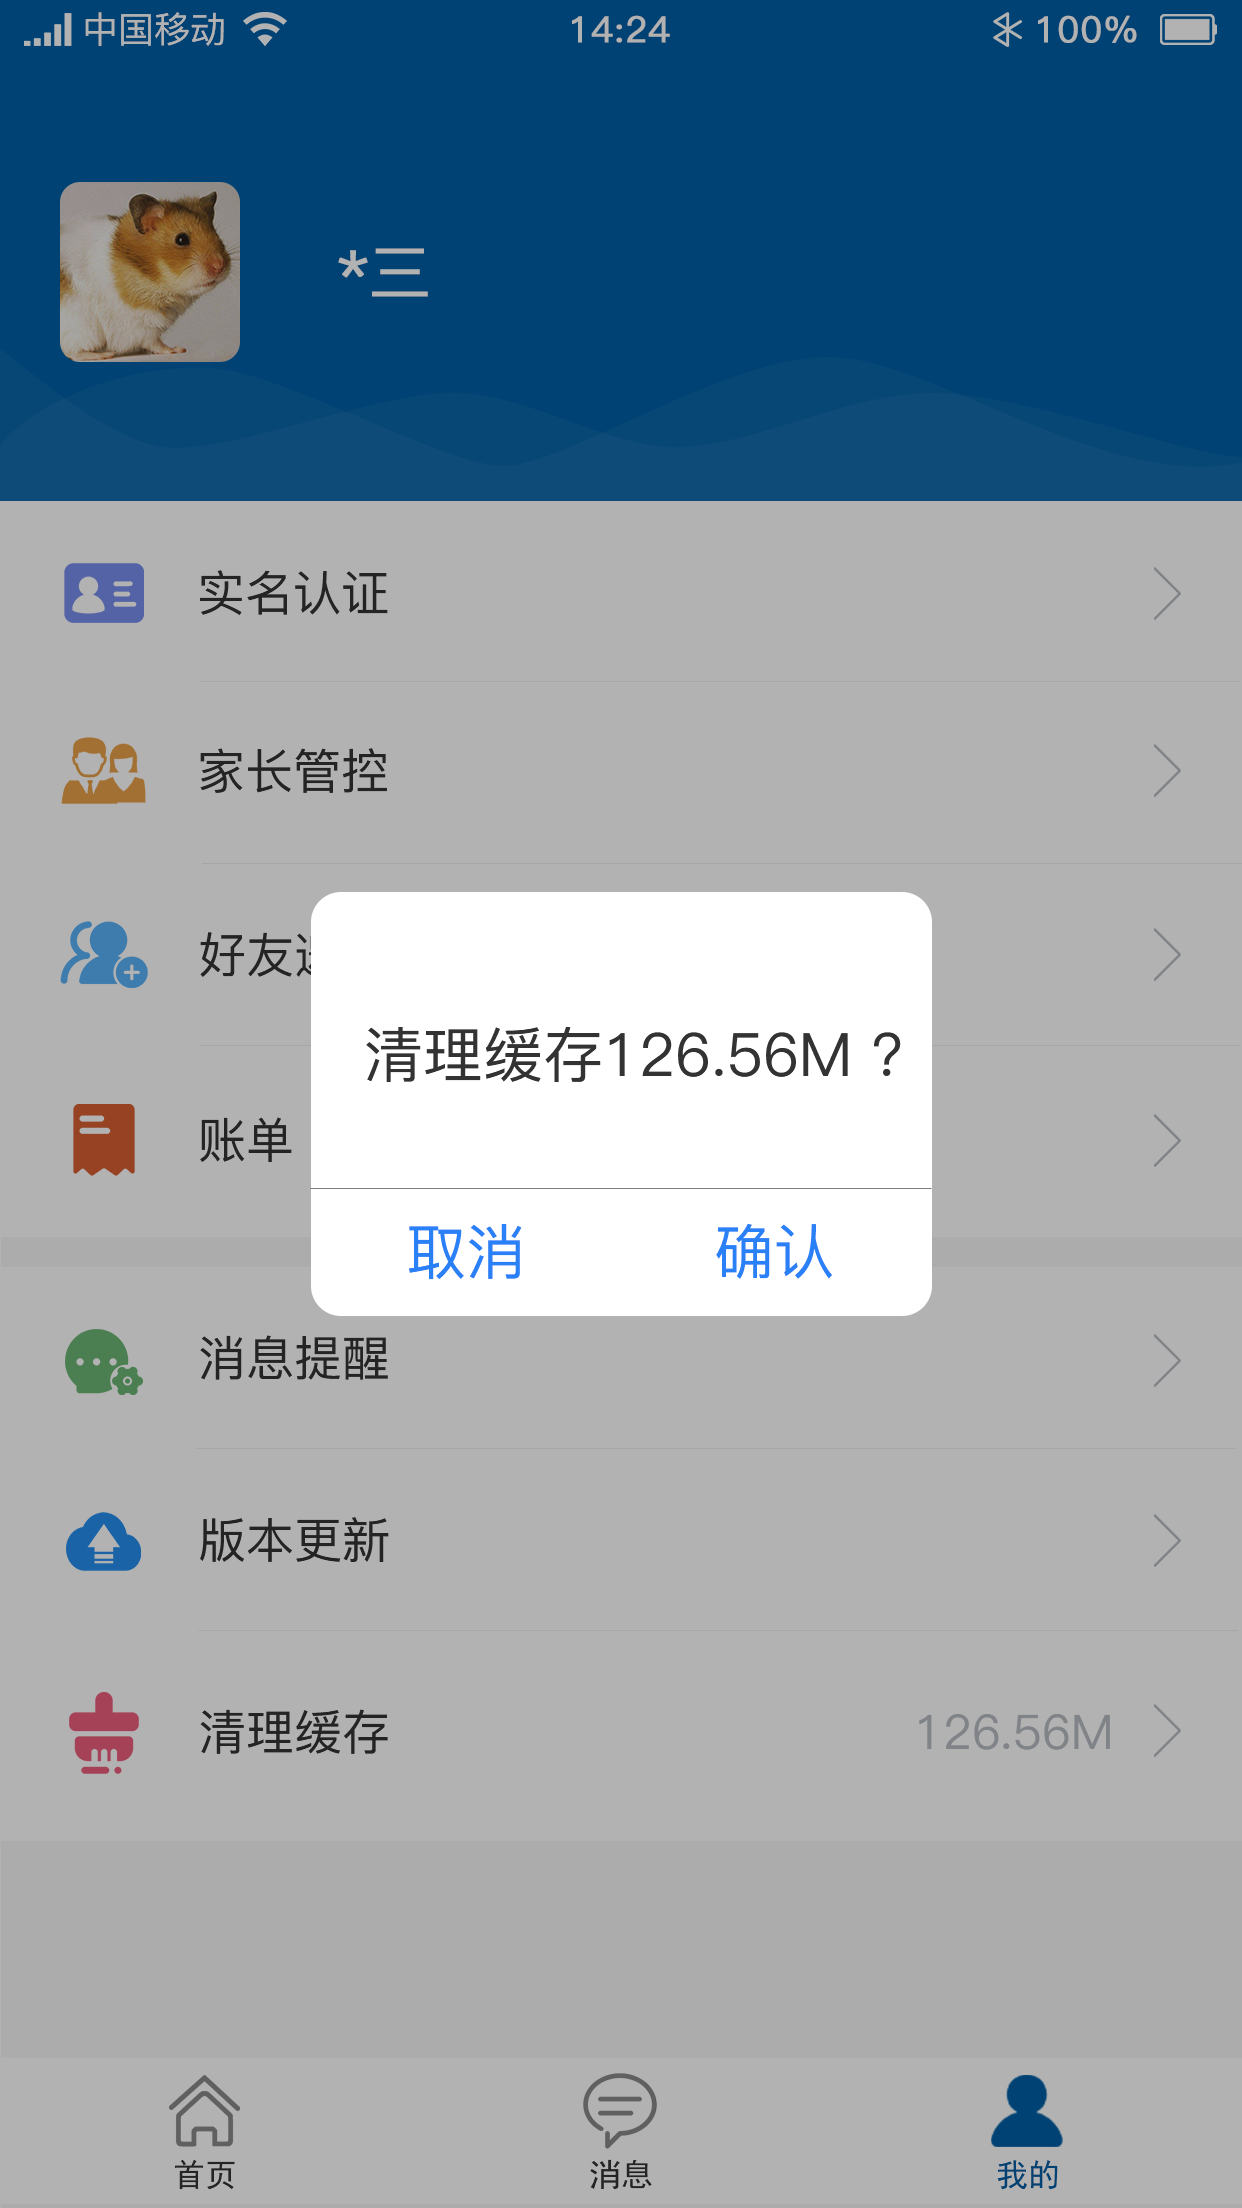 中国移动 14:24 100%
*三
实名认证
家长管控
好友
清理缓存126.56M？
账单
取消 确认
消息提醒
版本更新
清理缓存 126.56M
首页 消息 我的